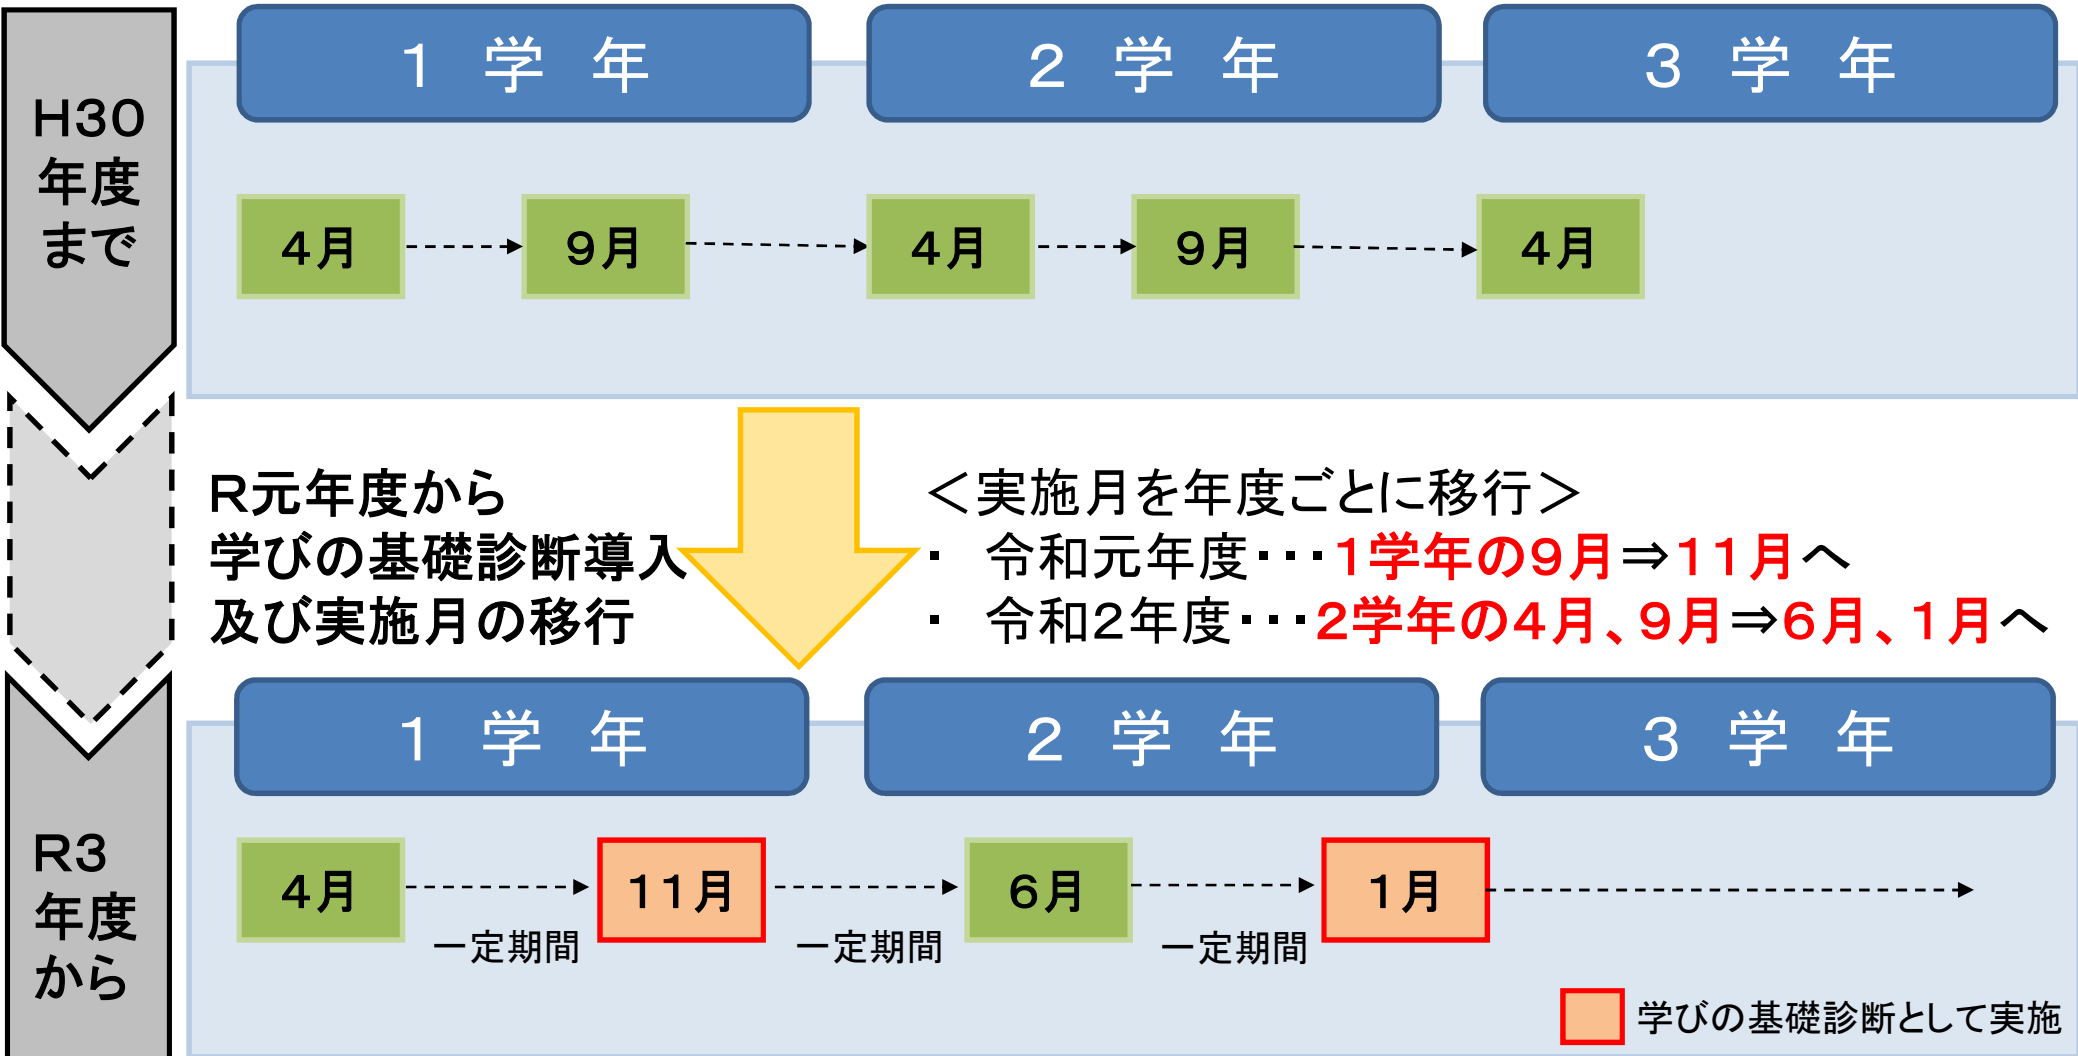 H30
年度
まで
１　学　年
２　学　年
３　学　年
４月
９月
４月
９月
４月
R元年度から
学びの基礎診断導入
及び実施月の移行
＜実施月を年度ごとに移行＞
・　令和元年度・・・１学年の９月⇒１１月へ
・　令和２年度・・・２学年の４月、９月⇒６月、１月へ
R3
年度
から
１　学　年
２　学　年
３　学　年
４月
１１月
６月
１月
一定期間
一定期間
一定期間
学びの基礎診断として実施